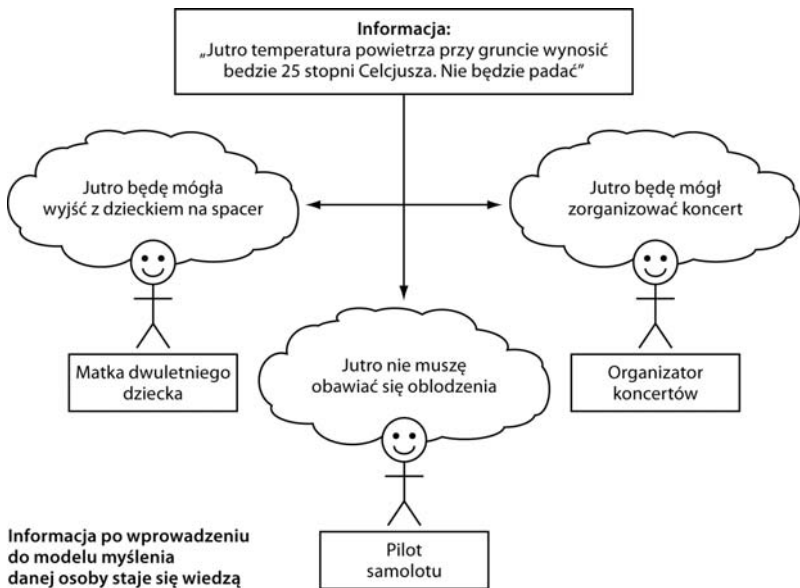 Informacja:
„Jutro temperatura powietrza przy gruncie wynosić
bedzie 25 stopni Celcjusza. Nie będzie padać”
Jutro będę mógła
wyjść z dzieckiem na spacer
Jutro będę mógł
zorganizować koncert
Matka dwuletniego
dziecka
Jutro nie muszę
obawiać się oblodzenia
Organizator
koncertów
Informacja po wprowadzeniu
do modelu myślenia
danej osoby staje się wiedzą
Pilot
samolotu